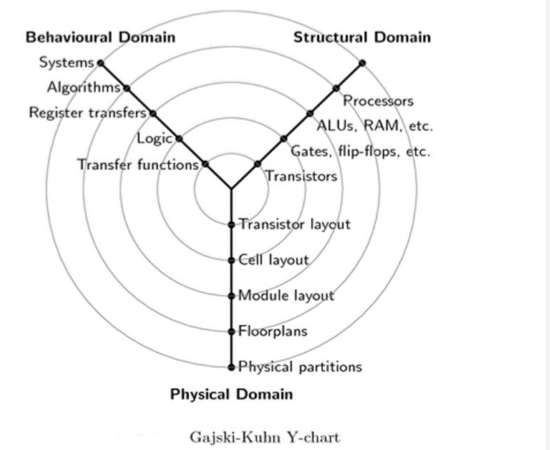 Behavioural Domain
Structural Domain
Systems
Algorithms
Register transfers
Logic
Transfer functions
Processors
ALUs, RAM, etc.
Gates, flip-flops, etc.
Transistors
Transistor layout
Cell layout
Module layout
Floorplans
Physical partitions
Physical Domain
Gajski-Kuhn Y-chart